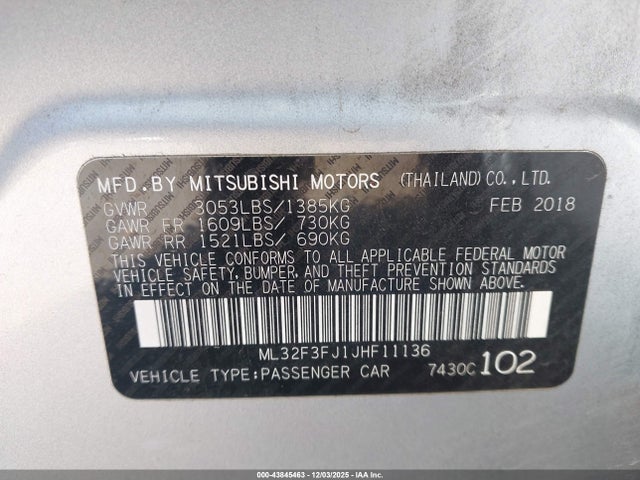 MFD. BY MITSUBISHI MOTORS (THAILAND) CO., LTD.
GVWR 3053LBS/1385KG FEB 2018
GAWR FR 1609LBS/ 730KG
GAWR RR 1521LBS/ 690KG
THIS VEHICLE CONFORMS TO ALL APPLICABLE FEDERAL MOTOR
VEHICLE SAFETY, BUMPER, AND THEFT PREVENTION STANDARDS
IN EFFECT ON THE DATE OF MANUFACTURE SHOWN ABOVE.
ML32F3FJ1JHF11136
VEHICLE TYPE:PASSENGER CAR 7430C 102
000-43845463 - 12/03/2025 - IAA Inc.